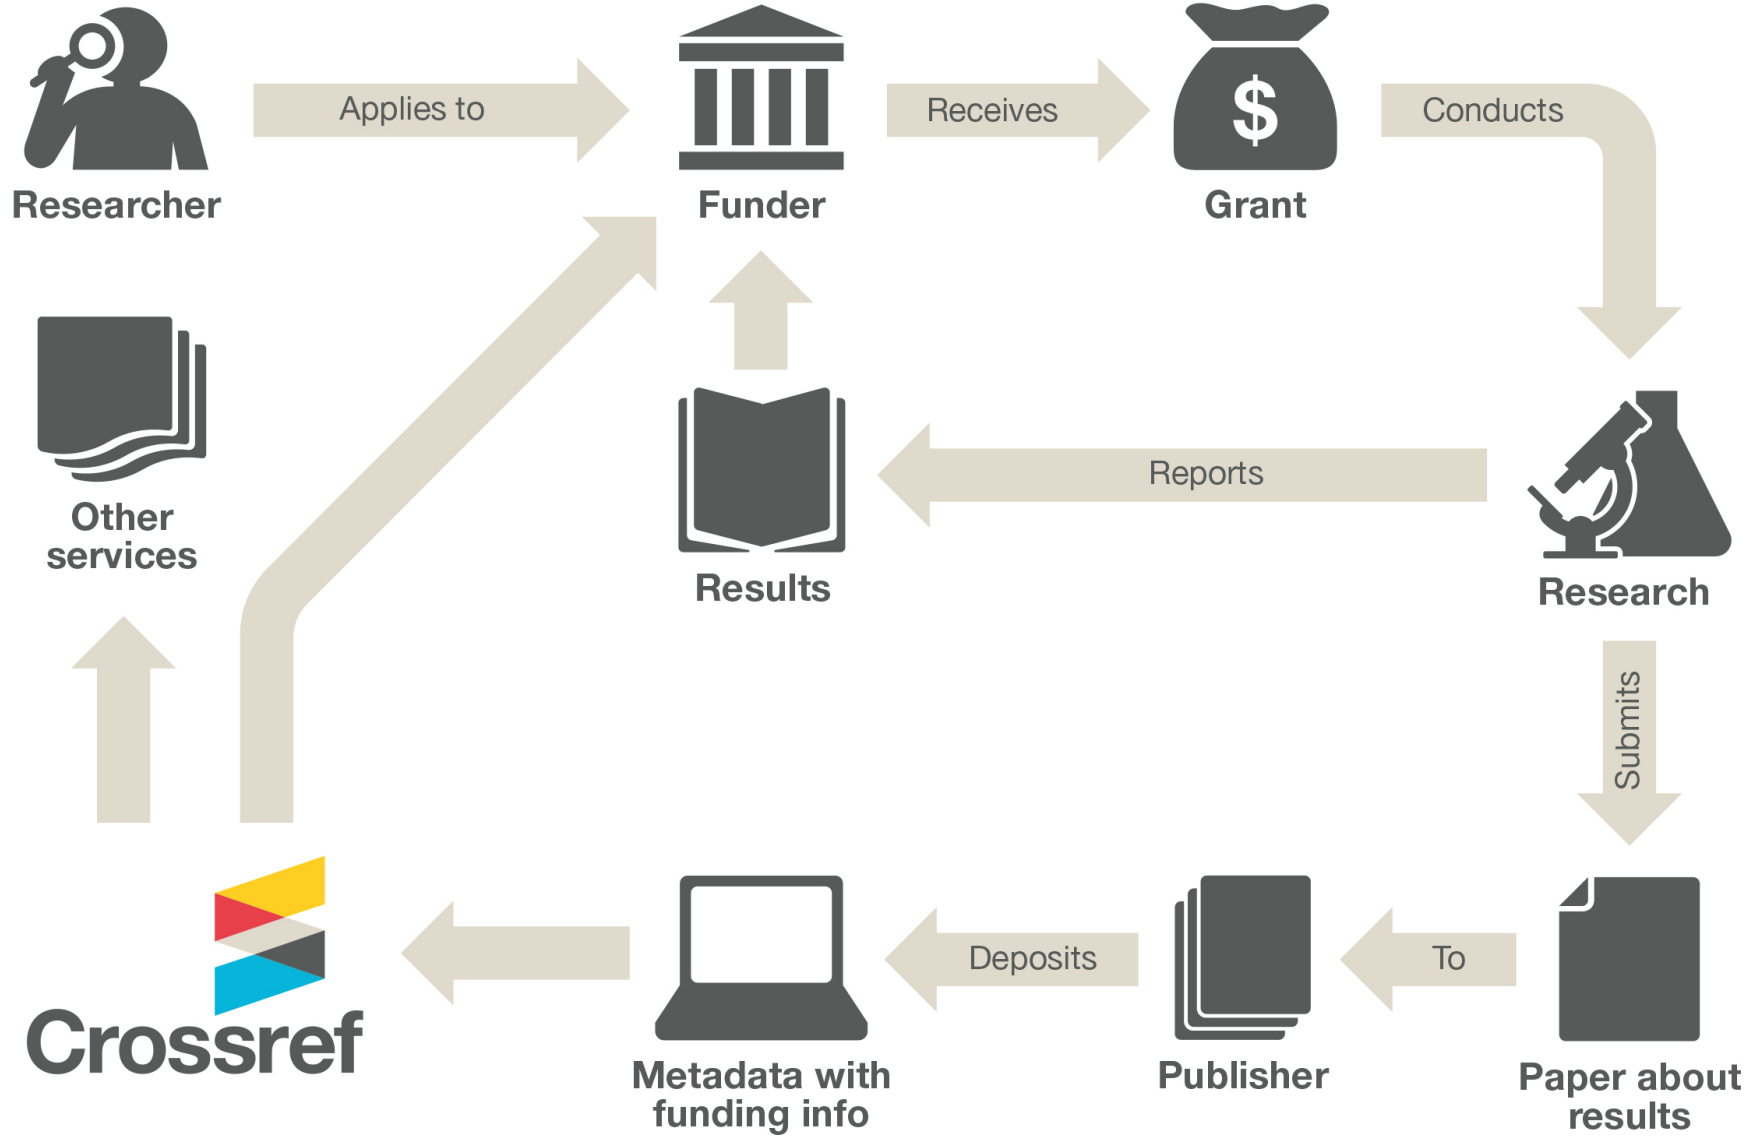 Applies to
Receives
Conducts
Researcher
Funder
Grant
Reports
Other
services
Results
Research
Submits
Deposits
To
Crossref
Metadata with
funding info
Publisher
Paper about
results